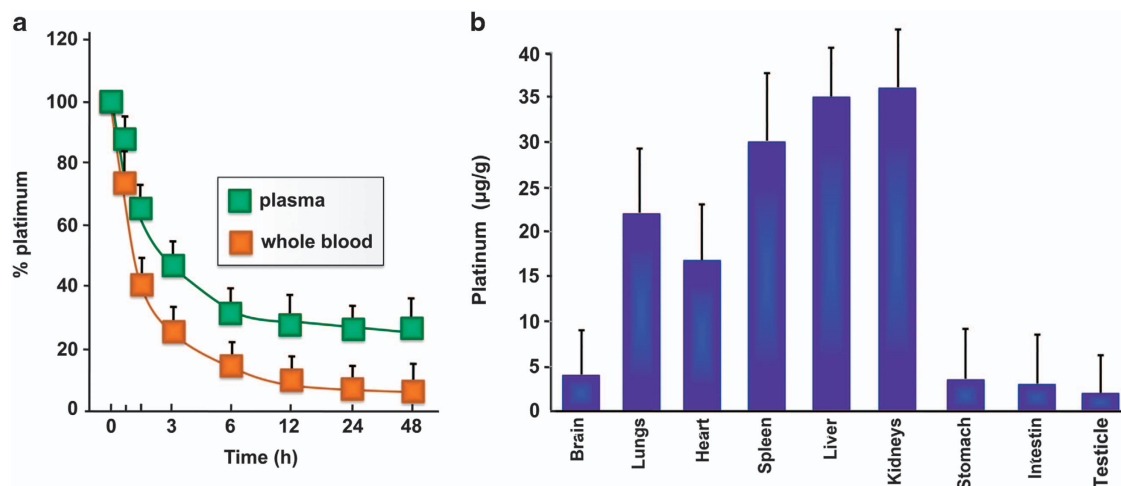 a
% platimum
120
100
80
60
40
20
0
plasma
whole blood
0 3 6 12 24 48
Time (h)
b
Platinum (µg/g)
40
35
30
25
20
15
10
5
0
Brain
Lungs
Heart
Spleen
Liver
Kidneys
Stomach
Intestin
Testicle